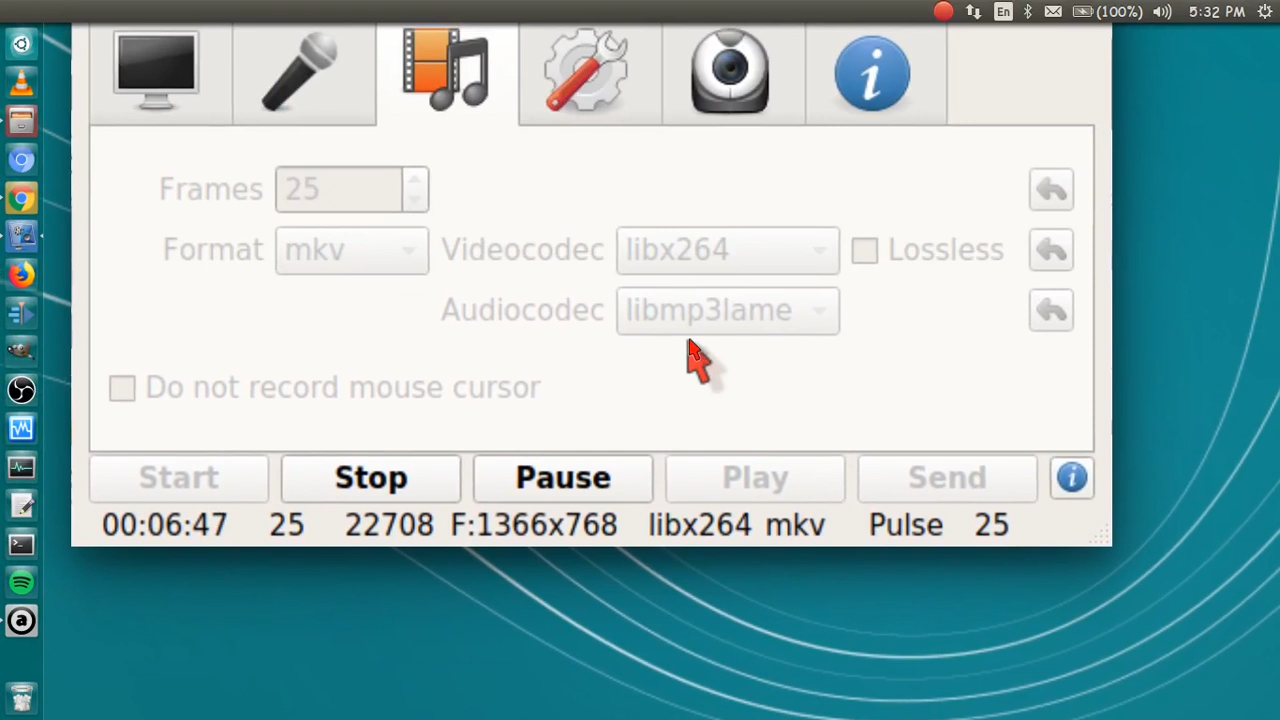 En (100%) 5:32 PM
Frames 25
Format mkv Videocodec libx264 Lossless
Audiocodec libmp3lame
Do not record mouse cursor
Start Stop Pause Play Send
00:06:47 25 22708 F:1366x768 libx264 mkv Pulse 25